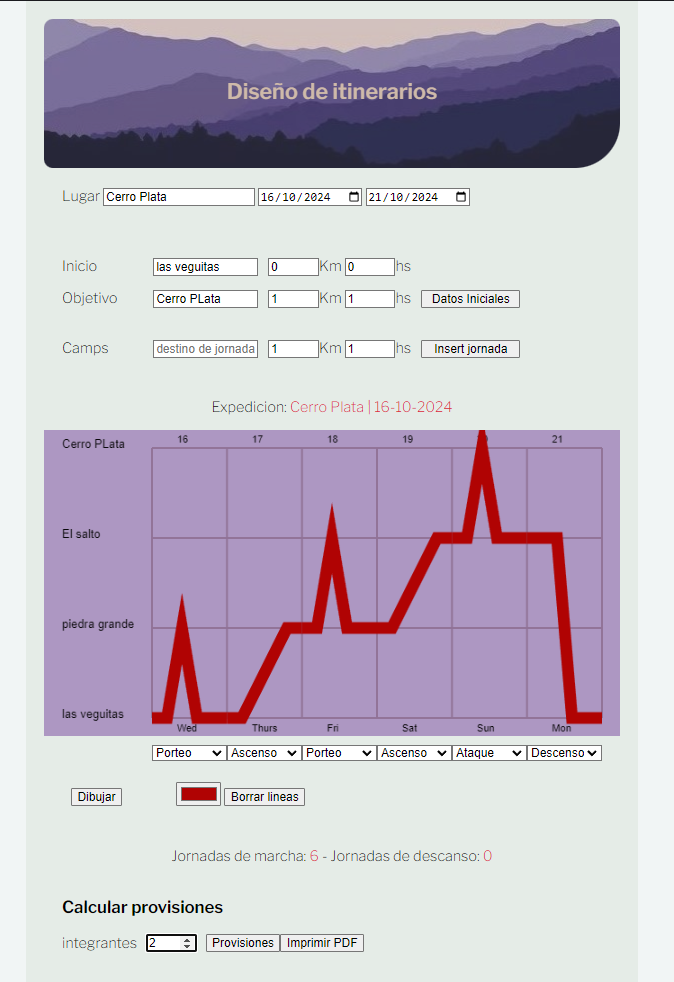 Diseño de itinerarios
Lugar Cerro Plata 16/10/2024 21/10/2024
Inicio las veguitas 0 Km 0 hs
Objetivo Cerro PLata 1 Km 1 hs Datos Iniciales
Camps destino de jornada 1 Km 1 hs Insert jornada
Expedicion: Cerro Plata | 16-10-2024
Cerro PLata 16 17 18 19 21
El salto
piedra grande
las veguitas
Wed Thurs Fri Sat Sun Mon
Porteo Ascenso Porteo Ascenso Ataque Descenso
Dibujar Borrar lineas
Jornadas de marcha: 6 - Jornadas de descanso: 0
Calcular provisiones
integrantes 2 Provisiones Imprimir PDF